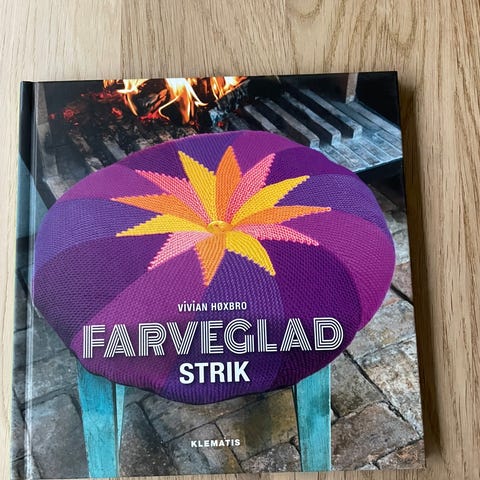 VIVIAN HØXBRO
FARVEGLAD
STRIK
KLEMATIS